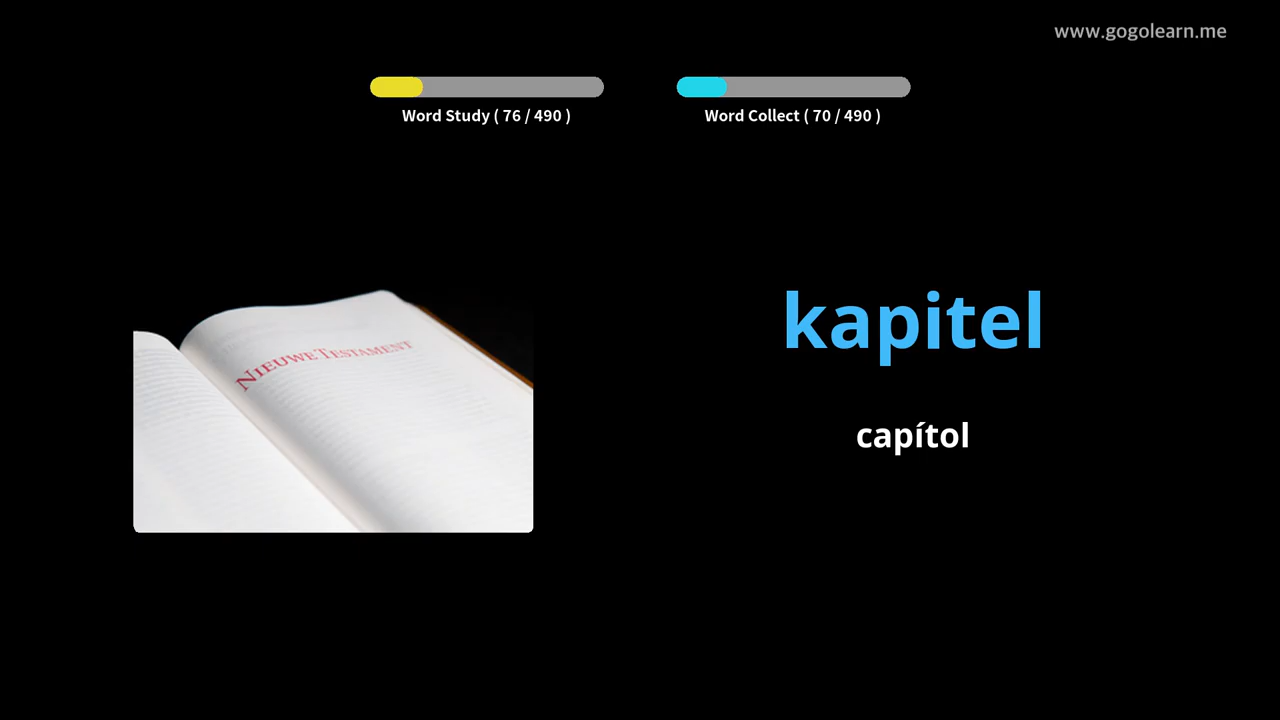 www.gogolearn.me
Word Study ( 76 / 490 )
Word Collect ( 70 / 490 )
NIEUWE TESTAMENT
kapitel
capítol